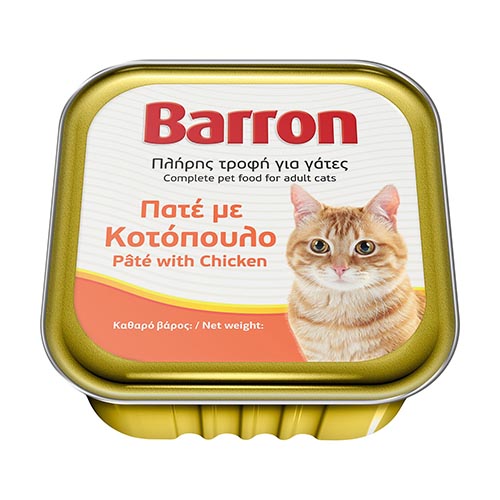 Barron
Πλήρης τροφή για γάτες
Complete pet food for adult cats
Πατέ με
Κοτόπουλο
Pâté with Chicken
Καθαρό βάρος: / Net weight: